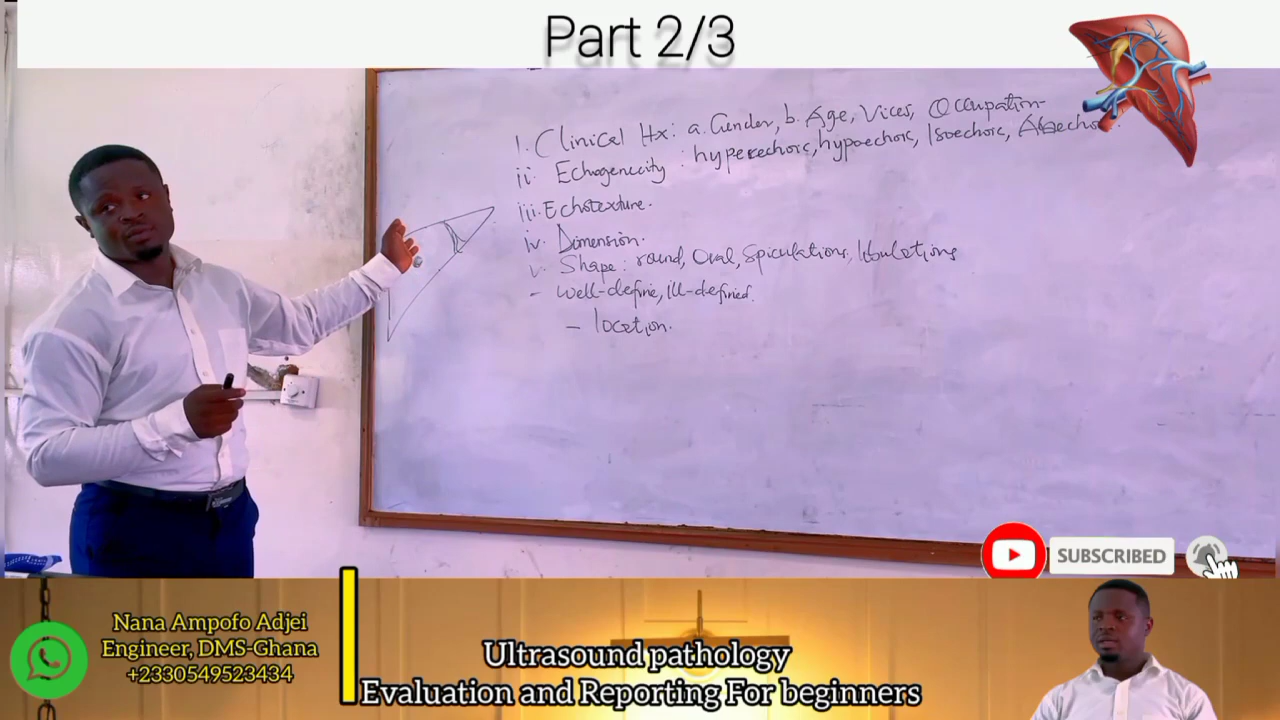 Part 2/3
1. Clinical Hx: a. Gender, b. Age, Vices, Occupation
ii. Echogenecity : hyperechoic, hypoechoic, Isoechoic,
iii. Echotexture.
iv. Dimension.
v. Shape: round, Oval, Spiculations, lobulations
- well-define, ill-defined.
- location.
SUBSCRIBED
Nana Ampofo Adjei
Engineer, DMS-Ghana
+2330549523434
Ultrasound pathology
Evaluation and Reporting For beginners